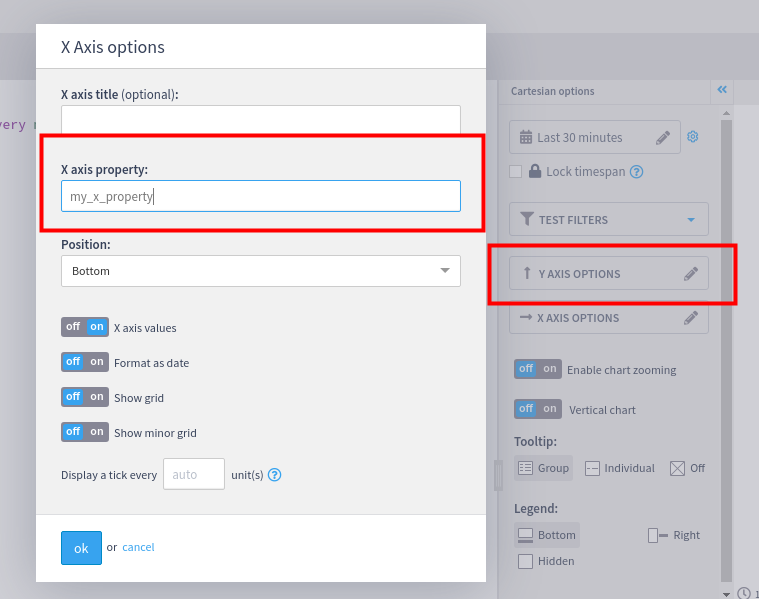 X Axis options
X axis title (optional):
X axis property:
my_x_property
Position:
Bottom
off on X axis values
off on Format as date
off on Show grid
off on Show minor grid
Display a tick every auto unit(s) ?
ok or cancel
very
Cartesian options «
Last 30 minutes
Lock timespan ?
TEST FILTERS
Y AXIS OPTIONS
X AXIS OPTIONS
off on Enable chart zooming
off on Vertical chart
Tooltip:
Group Individual Off
Legend:
Bottom Right
Hidden